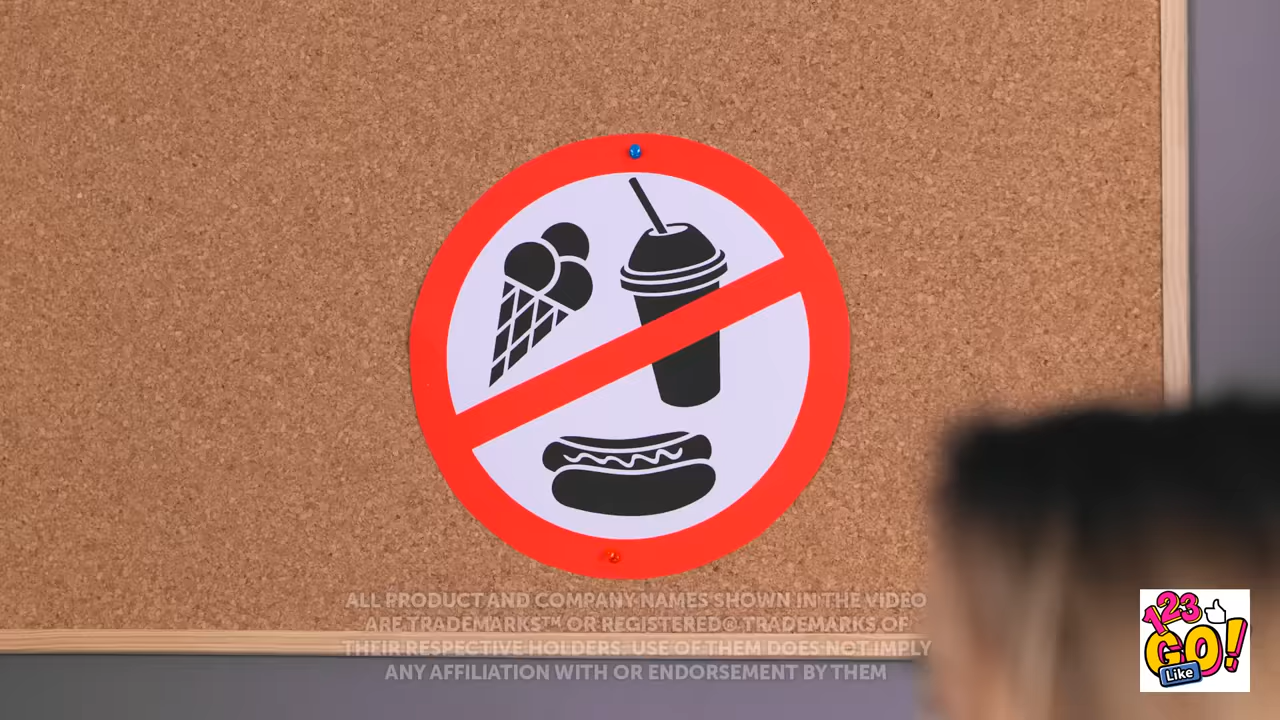 ALL PRODUCT AND COMPANY NAMES SHOWN IN THE VIDEO
ARE TRADEMARKS™ OR REGISTERED® TRADEMARKS OF
THEIR RESPECTIVE HOLDERS. USE OF THEM DOES NOT IMPLY
ANY AFFILIATION WITH OR ENDORSEMENT BY THEM
123
GO!
Like